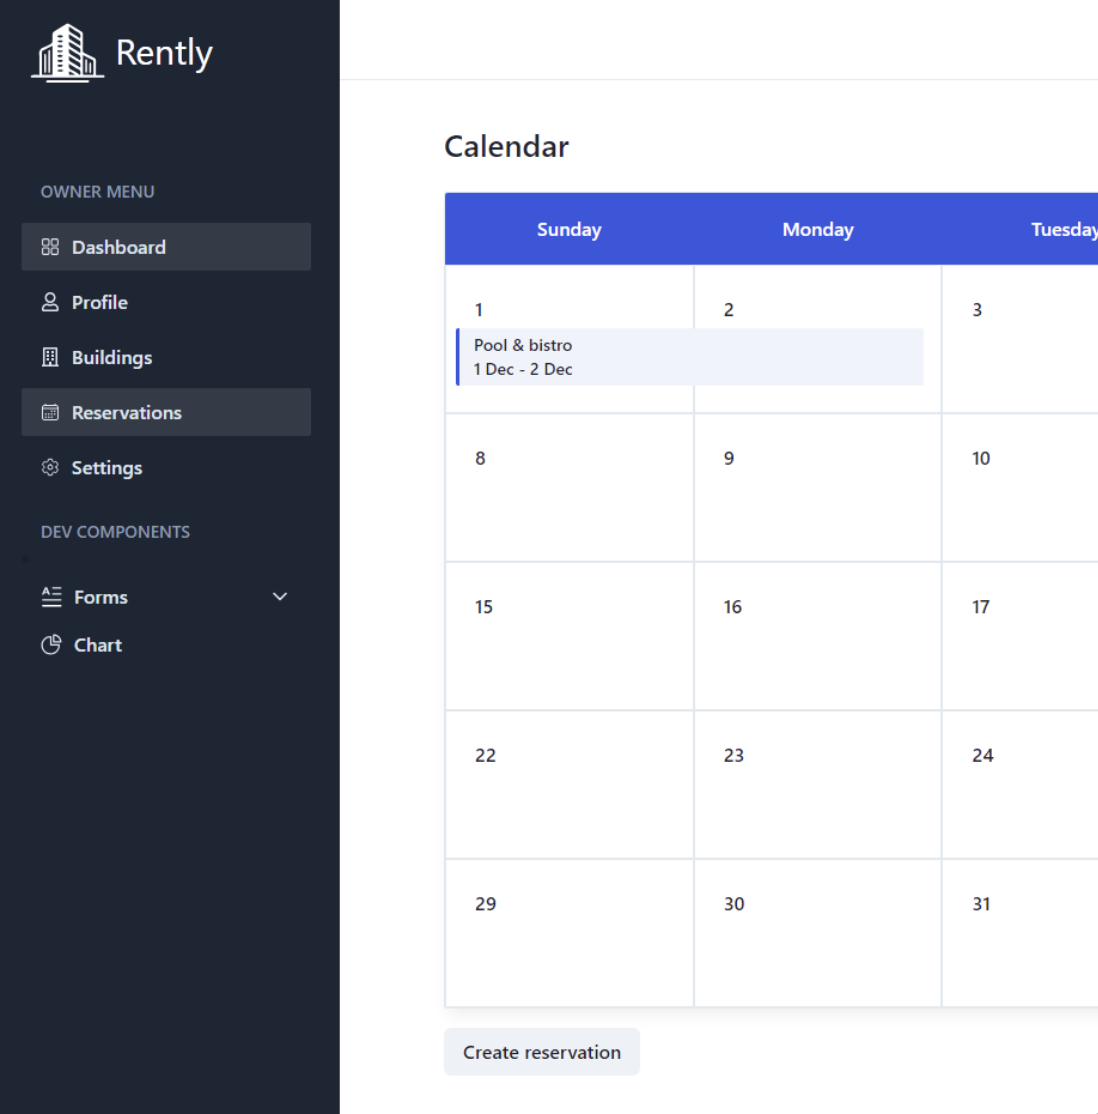 Rently
OWNER MENU
Dashboard
Profile
Buildings
Reservations
Settings
DEV COMPONENTS
Forms
Chart
Calendar
Sunday Monday Tuesday
1 2 3
Pool & bistro
1 Dec - 2 Dec
8 9 10
15 16 17
22 23 24
29 30 31
Create reservation